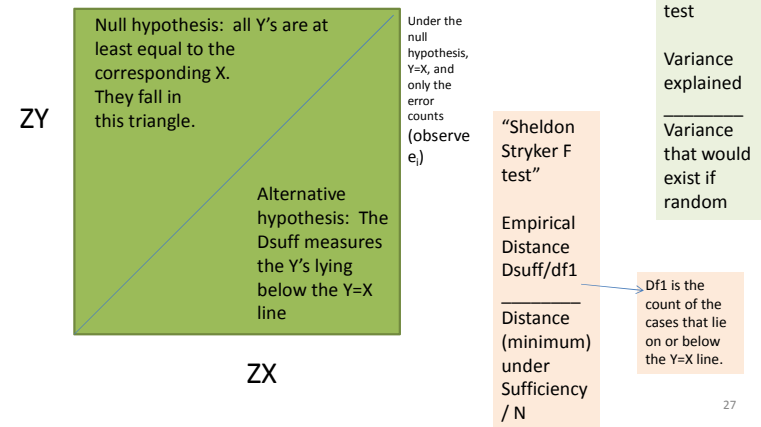 Null hypothesis:  all Y's are at
least equal to the
corresponding X.
They fall in
this triangle.
Alternative
hypothesis:  The
Dsuff measures
the Y's lying
below the Y=X
line
ZY
ZX
Under the
null
hypothesis,
Y=X, and
only the
error
counts
(observe
eᵢ)
“Sheldon
Stryker F
test”
Empirical
Distance
Dsuff/df1
________
Distance
(minimum)
under
Sufficiency
/ N
test
Variance
explained
________
Variance
that would
exist if
random
Df1 is the
count of the
cases that lie
on or below
the Y=X line.
27